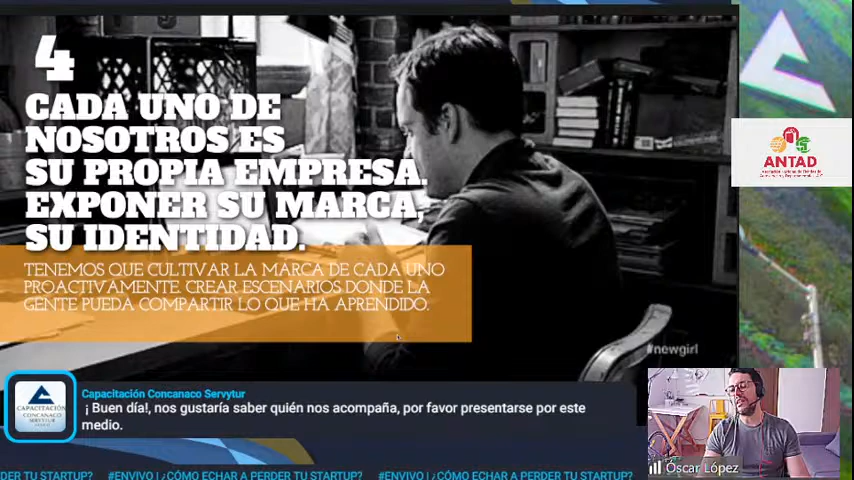 4
CADA UNO DE
NOSOTROS ES
SU PROPIA EMPRESA.
EXPONER SU MARCA,
SU IDENTIDAD.
TENEMOS QUE CULTIVAR LA MARCA DE CADA UNO
PROACTIVAMENTE. CREAR ESCENARIOS DONDE LA
GENTE PUEDA COMPARTIR LO QUE HA APRENDIDO.
#newgirl
ANTAD
CAPACITACIÓN
CONCANACO
SERVYTUR
Capacitación Concanaco Servytur
¡ Buen día!, nos gustaría saber quién nos acompaña, por favor presentarse por este
medio.
Óscar López
DER TU STARTUP? #ENVIVO | ¿CÓMO ECHAR A PERDER TU STARTUP? #ENVIVO | ¿CÓMO ECHAR A PERDER TU STARTUP?